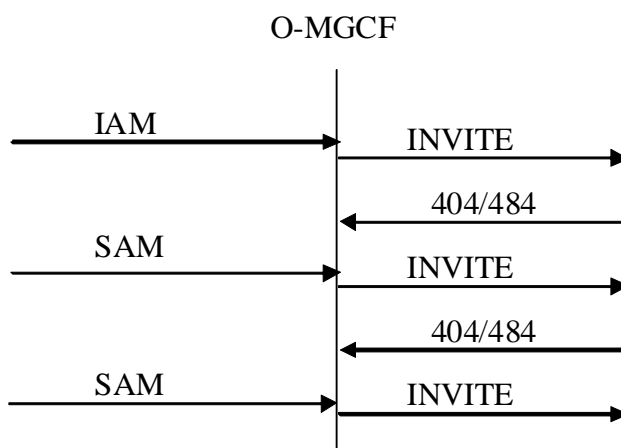 O-MGCF
IAM
INVITE
404/484
SAM
INVITE
404/484
SAM
INVITE